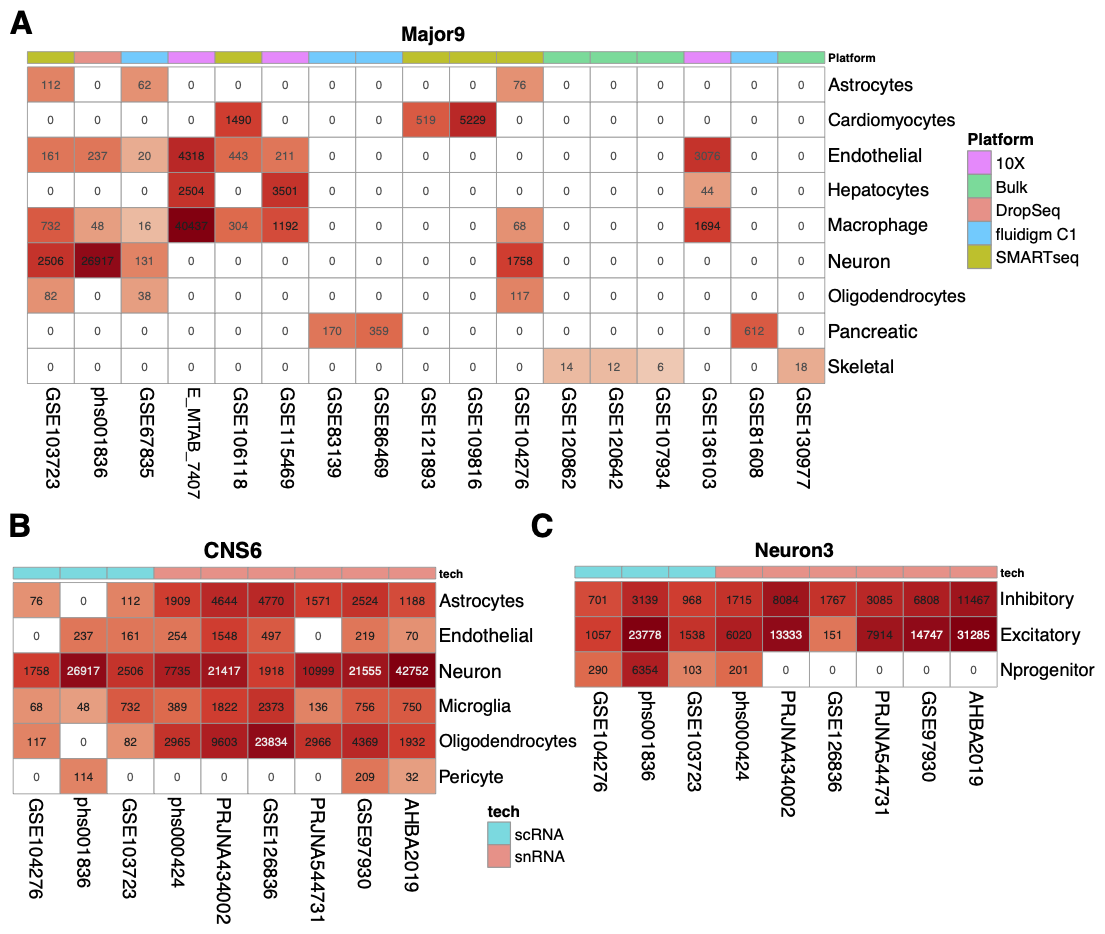 A
Major9
Platform
112 0 62 0 0 0 0 0 0 0 76 0 0 0 0 0 0 Astrocytes
0 0 0 0 1490 0 0 0 519 5229 0 0 0 0 0 0 0 Cardiomyocytes
161 237 20 4318 443 211 0 0 0 0 0 0 0 0 3076 0 0 Endothelial
0 0 0 2504 0 3501 0 0 0 0 0 0 0 0 44 0 0 Hepatocytes
732 48 16 304 1192 0 0 0 0 68 0 0 0 1694 0 0 Macrophage
2506 26917 131 0 0 0 0 0 0 0 1758 0 0 0 0 0 0 Neuron
82 0 38 0 0 0 0 0 0 0 117 0 0 0 0 0 0 Oligodendrocytes
0 0 0 0 0 0 170 359 0 0 0 0 0 0 0 612 0 Pancreatic
0 0 0 0 0 0 0 0 0 0 0 14 12 6 0 0 18 Skeletal
GSE103723 phs001836 GSE67835 E_MTAB_7407 GSE106118 GSE115469 GSE83139 GSE86469 GSE121893 GSE109816 GSE104276 GSE120862 GSE120642 GSE107934 GSE136103 GSE81608 GSE130977
Platform
10X
Bulk
DropSeq
fluidigm C1
SMARTseq
B
CNS6
tech
76 0 112 1909 4644 4770 1571 2524 1188 Astrocytes
0 237 161 254 1548 497 0 219 70 Endothelial
1758 26917 2506 7735 21417 1918 10999 21555 42752 Neuron
68 48 732 389 1822 2373 136 756 750 Microglia
117 0 82 2965 9603 23834 2966 4369 1932 Oligodendrocytes
0 114 0 0 0 0 0 209 32 Pericyte
GSE104276 phs001836 GSE103723 phs000424 PRJNA434002 GSE126836 PRJNA544731 GSE97930 AHBA2019
tech
scRNA
snRNA
C
Neuron3
tech
701 3139 968 1715 8084 1767 3085 6808 11467 Inhibitory
1057 23778 1538 6020 13333 151 7914 14747 31285 Excitatory
290 6354 103 201 0 0 0 0 0 Nprogenitor
GSE104276 phs001836 GSE103723 phs000424 PRJNA434002 GSE126836 PRJNA544731 GSE97930 AHBA2019